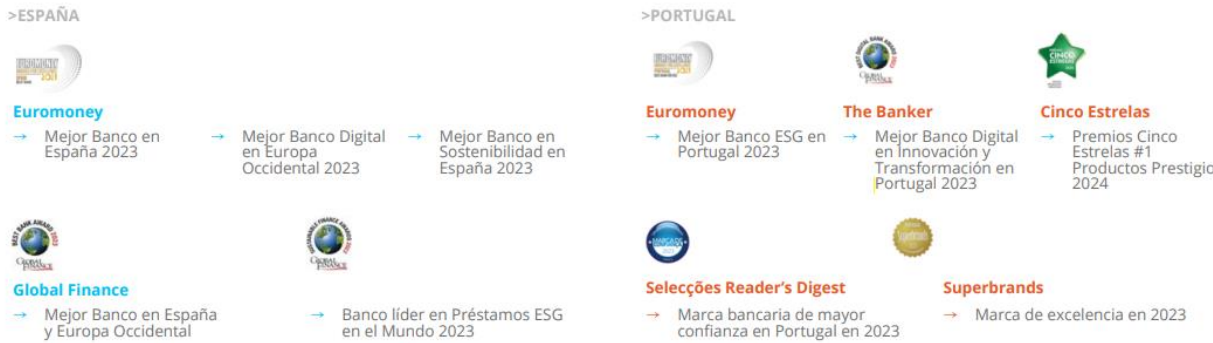 >ESPAÑA
Euromoney
→ Mejor Banco en
España 2023
→ Mejor Banco Digital
en Europa
Occidental 2023
→ Mejor Banco en
Sostenibilidad en
España 2023
Global Finance
→ Mejor Banco en España
y Europa Occidental
→ Banco líder en Préstamos ESG
en el Mundo 2023
>PORTUGAL
Euromoney
→ Mejor Banco ESG en
Portugal 2023
The Banker
→ Mejor Banco Digital
en Innovación y
Transformación en
Portugal 2023
CINCO
ESTRELAS
Cinco Estrelas
→ Premios Cinco
Estrelas #1
Productos Prestigio
2024
Selecções Reader’s Digest
→ Marca bancaria de mayor
confianza en Portugal en 2023
Superbrands
→ Marca de excelencia en 2023